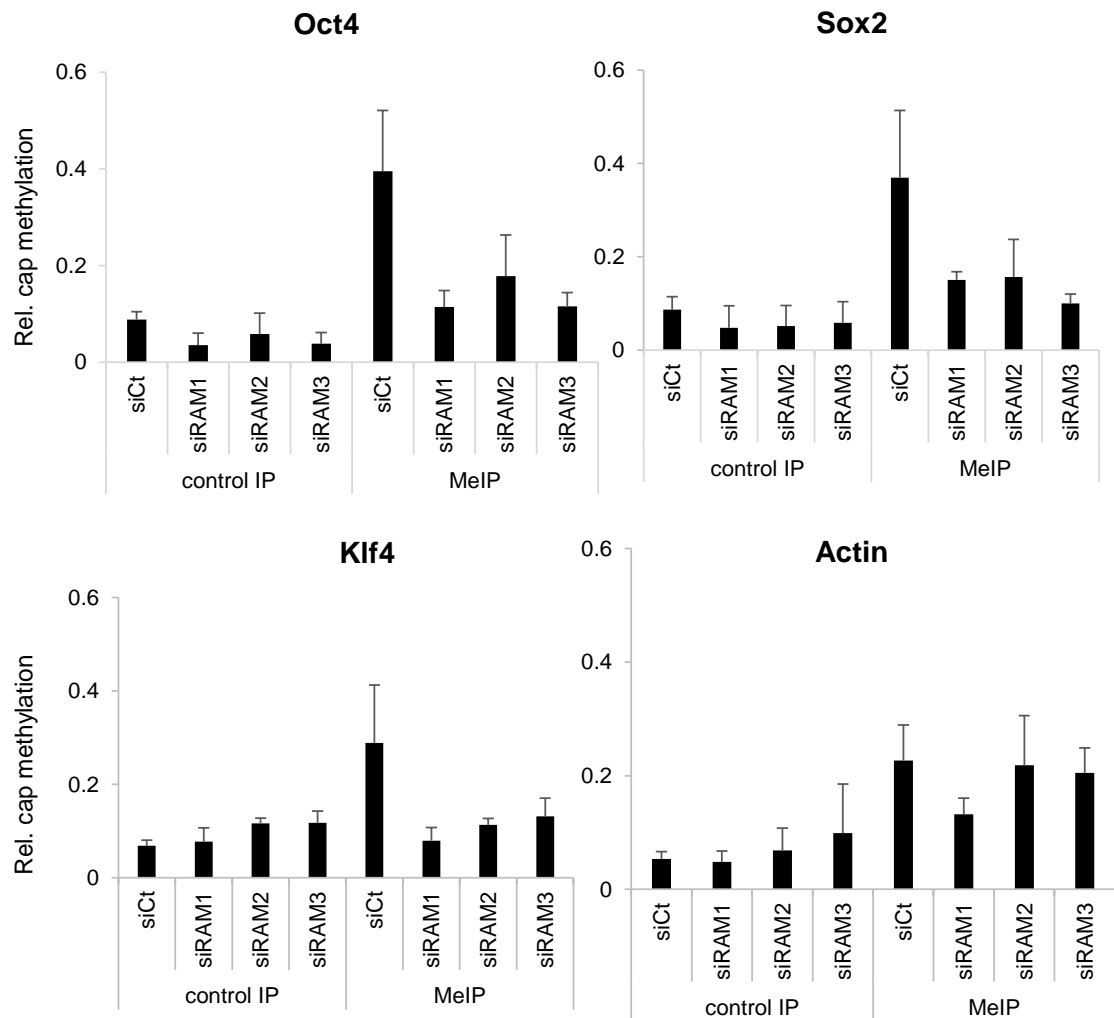 Oct4
Rel. cap methylation
0.6
0.4
0.2
0
siCt
siRAM1
siRAM2
siRAM3
siCt
siRAM1
siRAM2
siRAM3
control IP
MeIP
Sox2
0.6
0.4
0.2
0
siCt
siRAM1
siRAM2
siRAM3
siCt
siRAM1
siRAM2
siRAM3
control IP
MeIP
Klf4
Rel. cap methylation
0.6
0.4
0.2
0
siCt
siRAM1
siRAM2
siRAM3
siCt
siRAM1
siRAM2
siRAM3
control IP
MeIP
Actin
0.6
0.4
0.2
0
siCt
siRAM1
siRAM2
siRAM3
siCt
siRAM1
siRAM2
siRAM3
control IP
MeIP